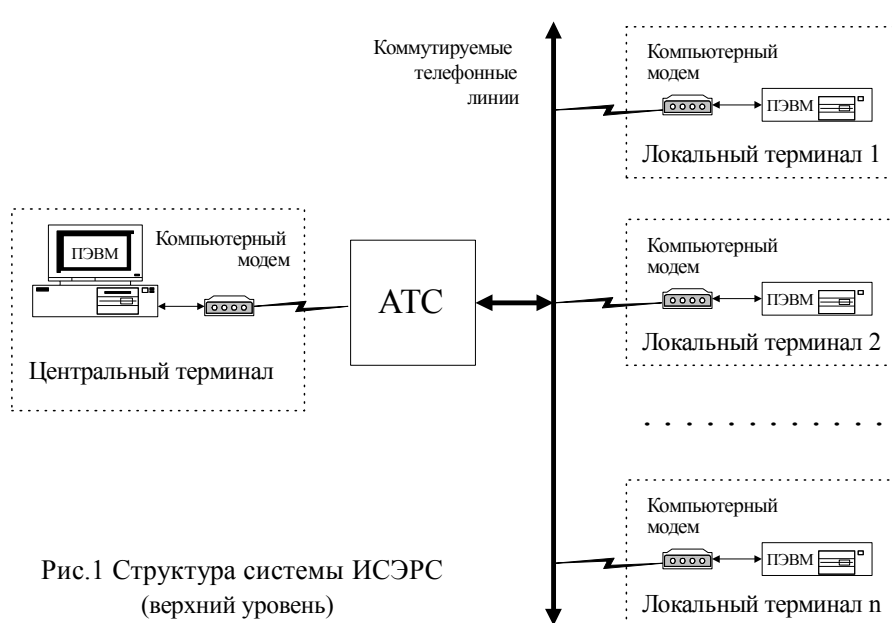 Коммутируемые
телефонные
линии
Компьютерный
модем
ПЭВМ
Локальный терминал 1
ПЭВМ
Компьютерный
модем
Центральный терминал
АТС
Компьютерный
модем
ПЭВМ
Локальный терминал 2
Компьютерный
модем
ПЭВМ
Локальный терминал n
Рис.1 Структура системы ИСЭРС
(верхний уровень)